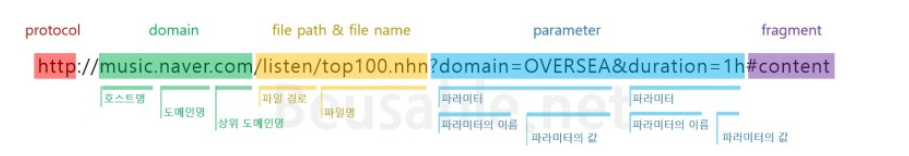 protocol domain file path & file name parameter fragment
http://music.naver.com/listen/top100.nhn?domain=OVERSEA&duration=1h#content
호스트명 파일 경로 파라미터 파라미터
도메인명 파일명 파라미터의 이름 파라미터의 이름
상위 도메인명 파라미터의 값 파라미터의 값
Beusable.net